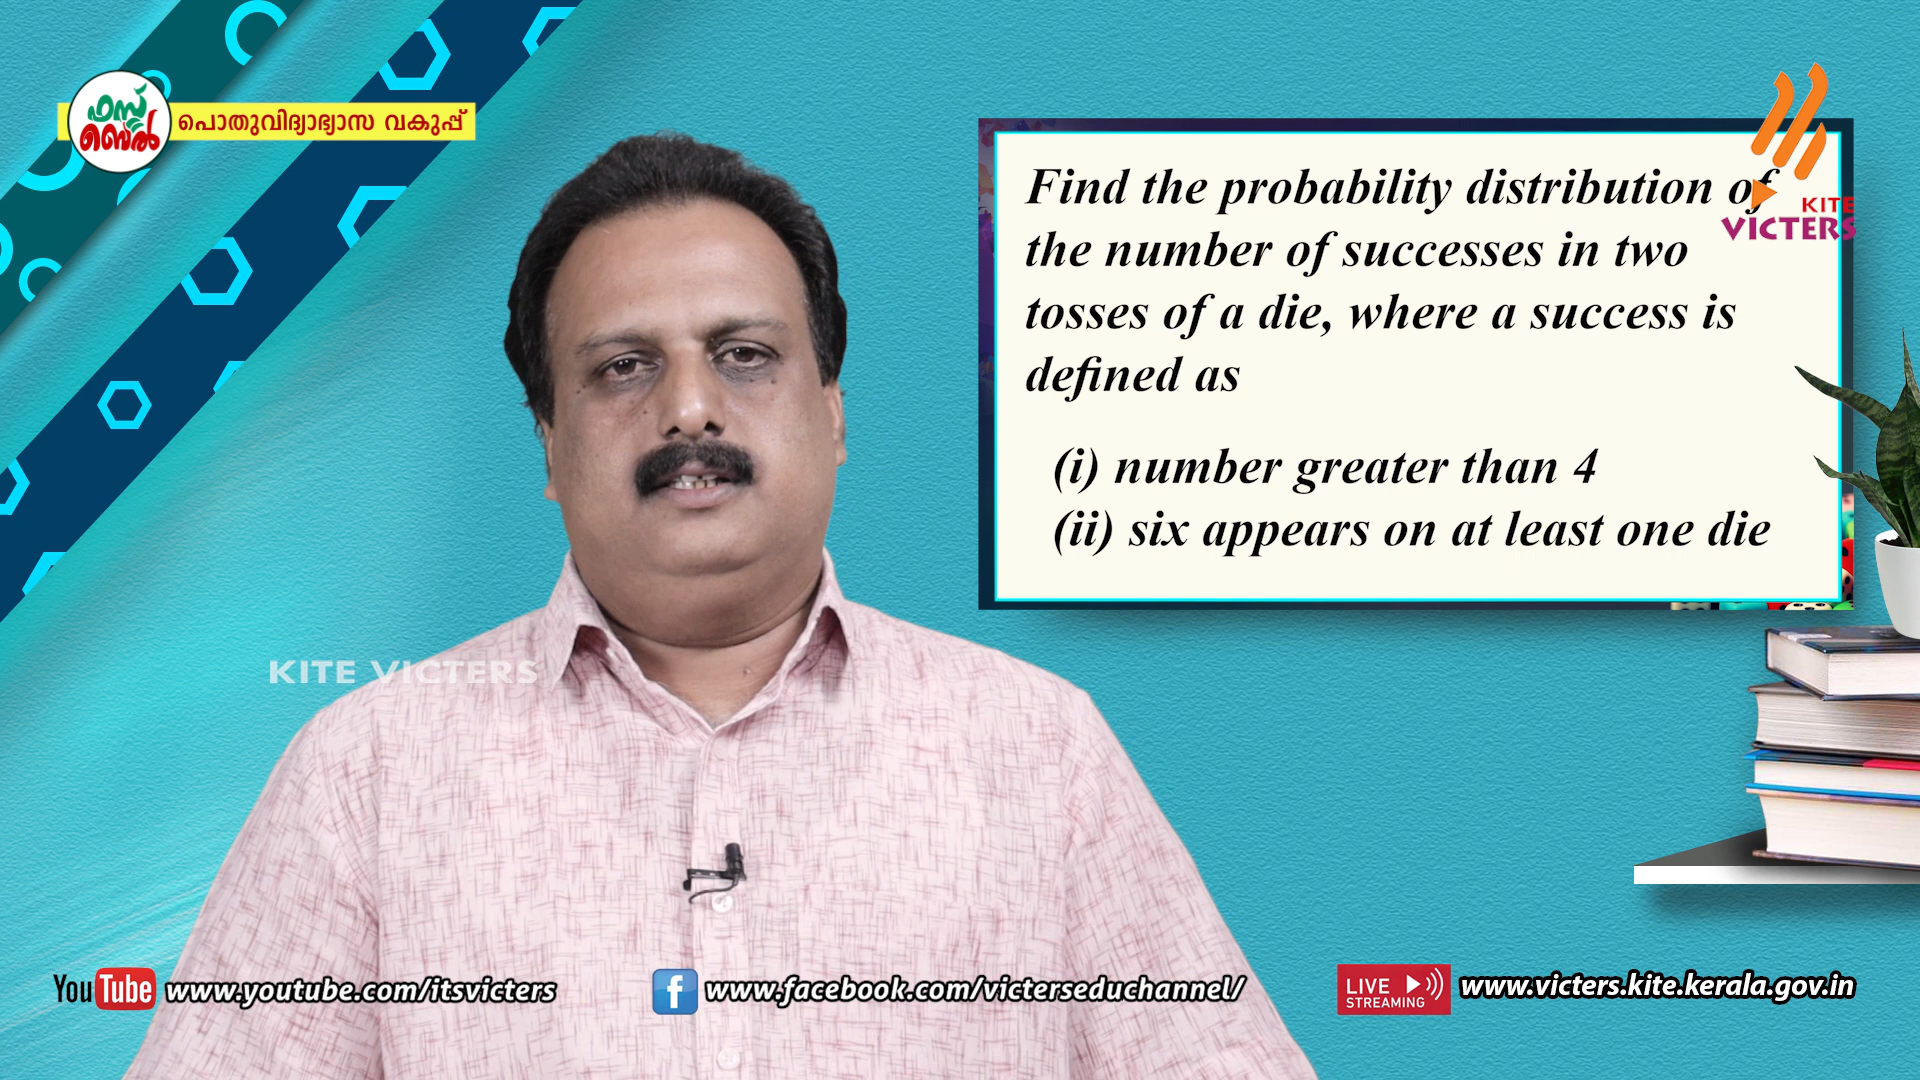 ഫസ്റ്റ്
ബെൽ
പൊതുവിദ്യാഭ്യാസ വകുപ്പ്
KITE
VICTERS
Find the probability distribution of
the number of successes in two
tosses of a die, where a success is
defined as
(i) number greater than 4
(ii) six appears on at least one die
KITE VICTERS
YouTube www.youtube.com/itsvicters
f www.facebook.com/victerseduchannel/
LIVE
STREAMING
www.victers.kite.kerala.gov.in